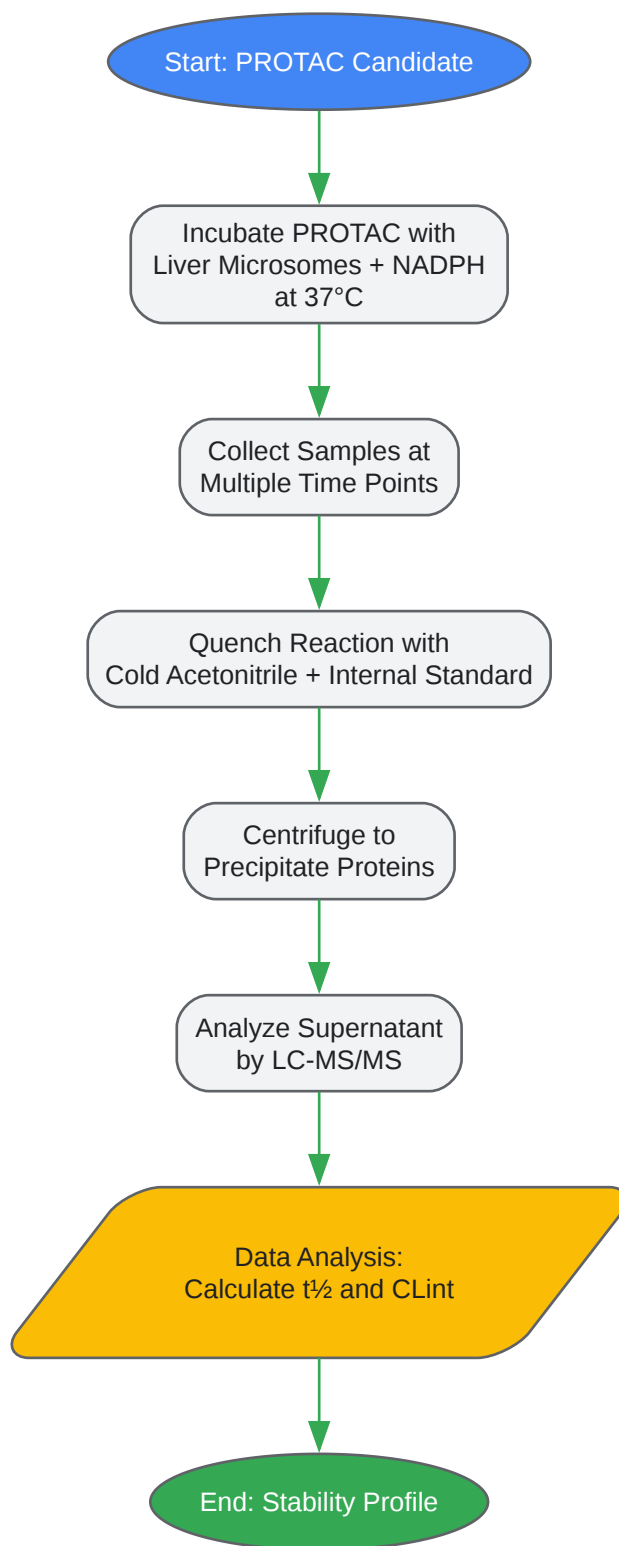 Start: PROTAC Candidate
Incubate PROTAC with
Liver Microsomes + NADPH
at 37°C
Collect Samples at
Multiple Time Points
Quench Reaction with
Cold Acetonitrile + Internal Standard
Centrifuge to
Precipitate Proteins
Analyze Supernatant
by LC-MS/MS
Data Analysis:
Calculate t½ and CLint
End: Stability Profile